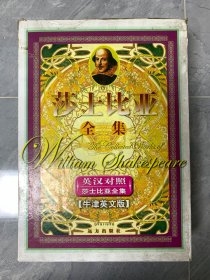 莎士比亚
全集
The Collected Works of
William Shakespeare
英汉对照
莎士比亚全集
【牛津英文版】
远方出版社